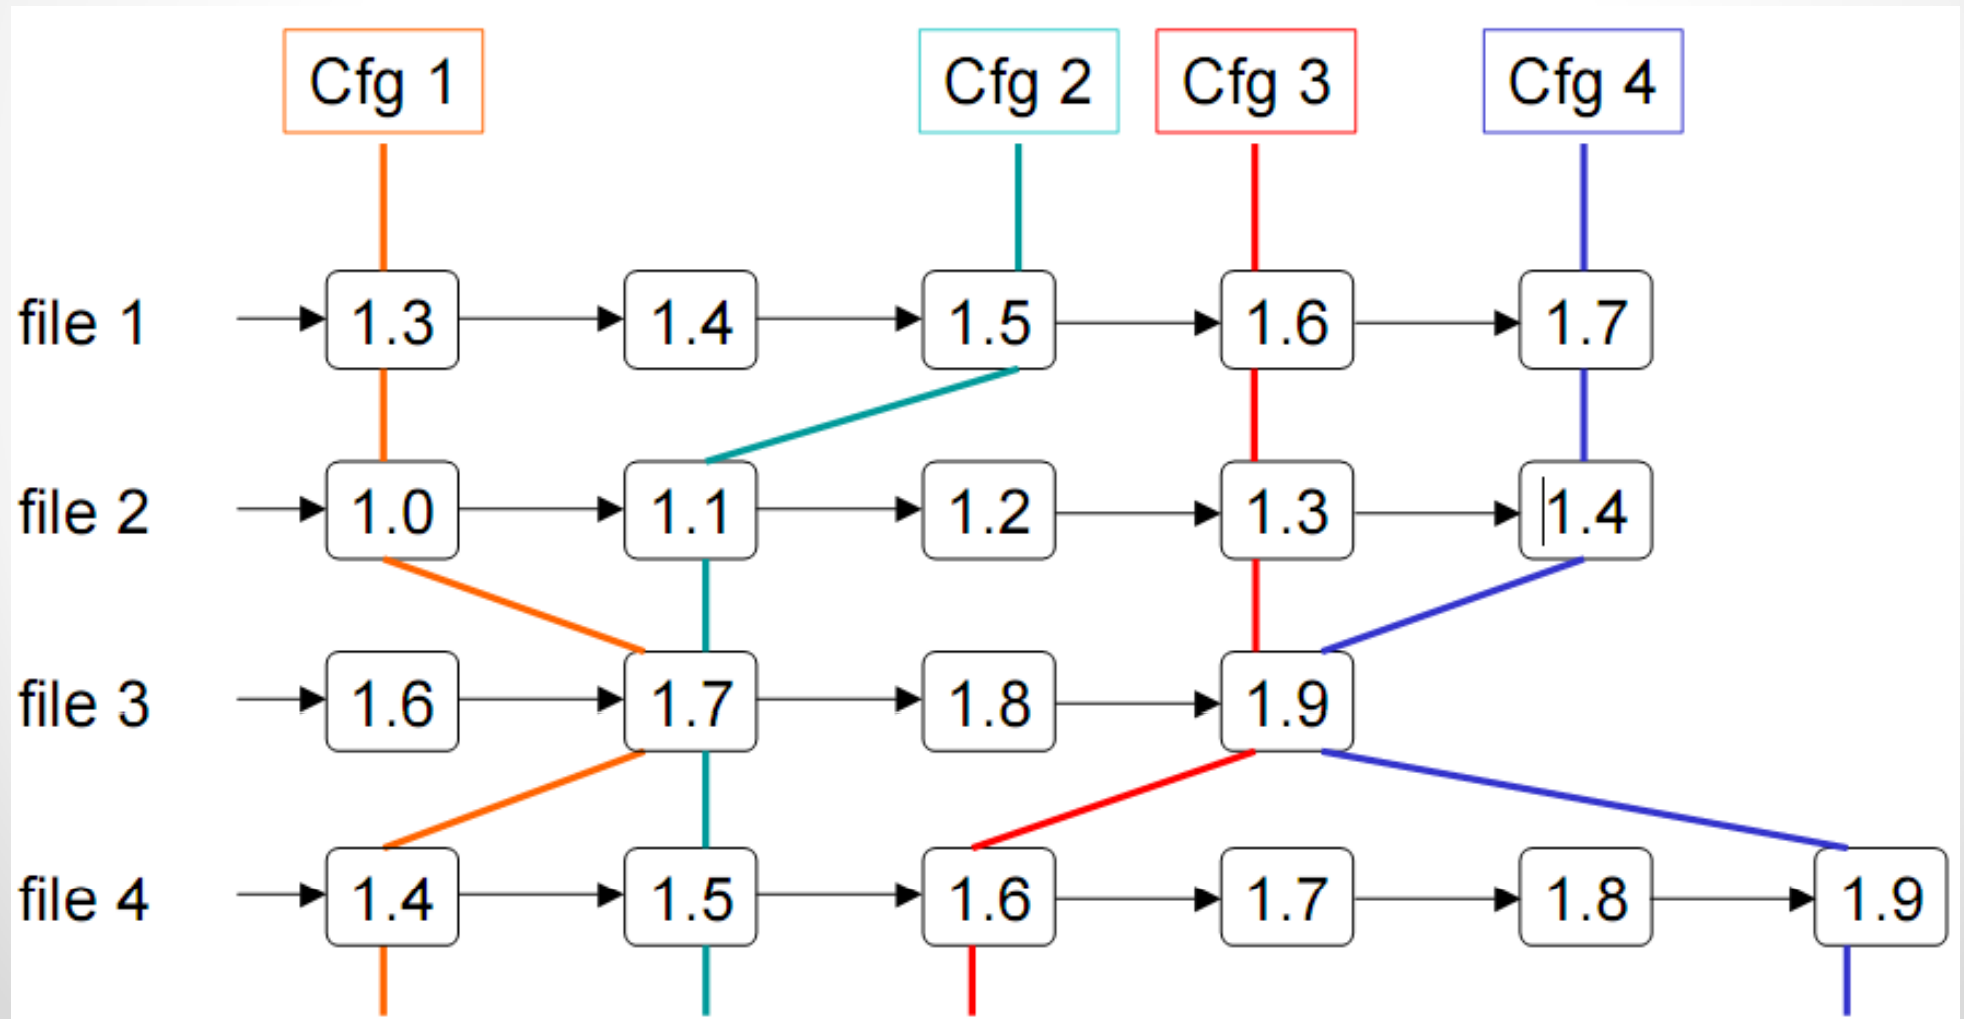 Cfg 1 Cfg 2 Cfg 3 Cfg 4
file 1 1.3 1.4 1.5 1.6 1.7
file 2 1.0 1.1 1.2 1.3 1.4
file 3 1.6 1.7 1.8 1.9
file 4 1.4 1.5 1.6 1.7 1.8 1.9